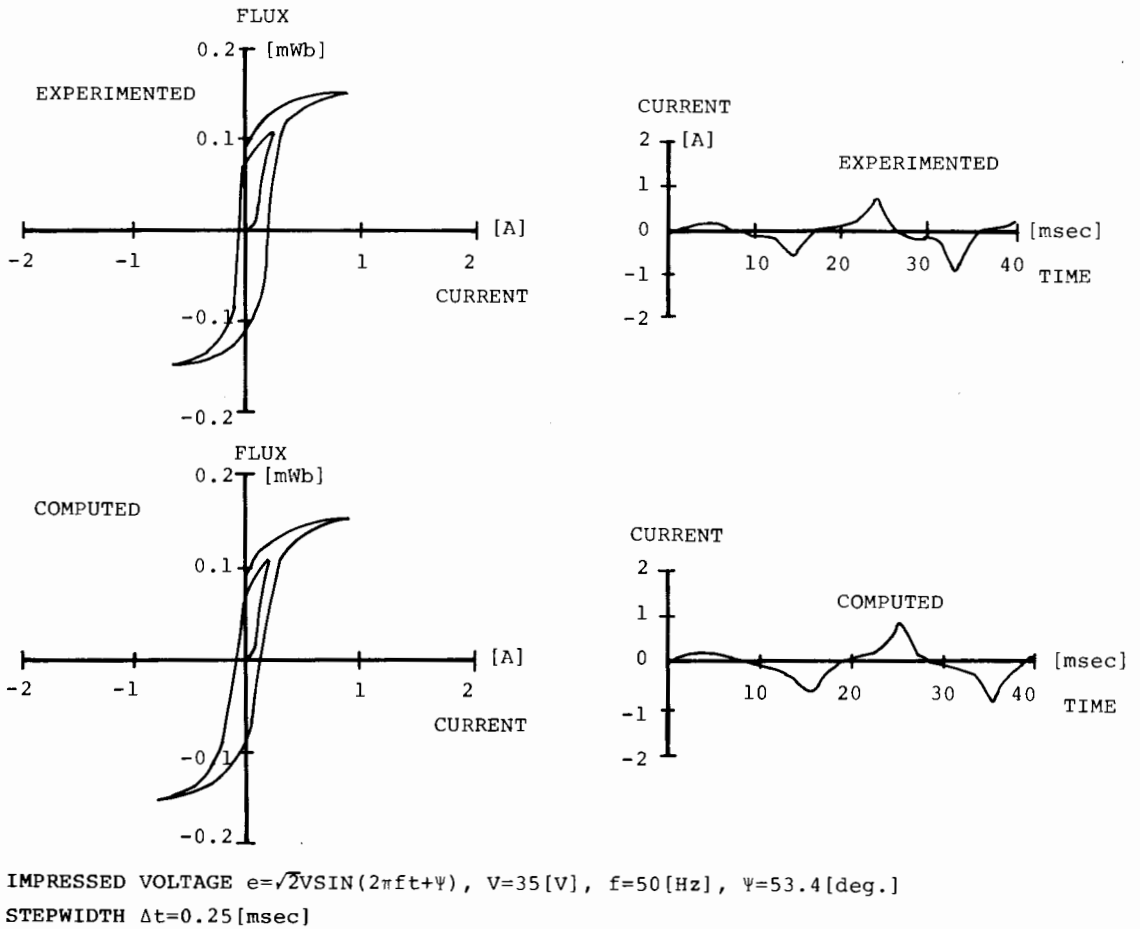 FLUX
0.2 [mWb]
EXPERIMENTED
0.1
-2 -1 1 2 [A]
CURRENT
-0.1
-0.2
CURRENT
2 [A]
EXPERIMENTED
1
0 [msec]
10 20 30 40
-1 TIME
-2
FLUX
0.2 [mWb]
COMPUTED
0.1
-2 -1 1 2 [A]
CURRENT
-0.1
-0.2
CURRENT
2
COMPUTED
1
0 [msec]
10 20 30 40
-1 TIME
-2
IMPRESSED VOLTAGE e=√2VSIN(2πft+Ψ), V=35[V], f=50[Hz], Ψ=53.4[deg.]
STEPWIDTH Δt=0.25[msec]